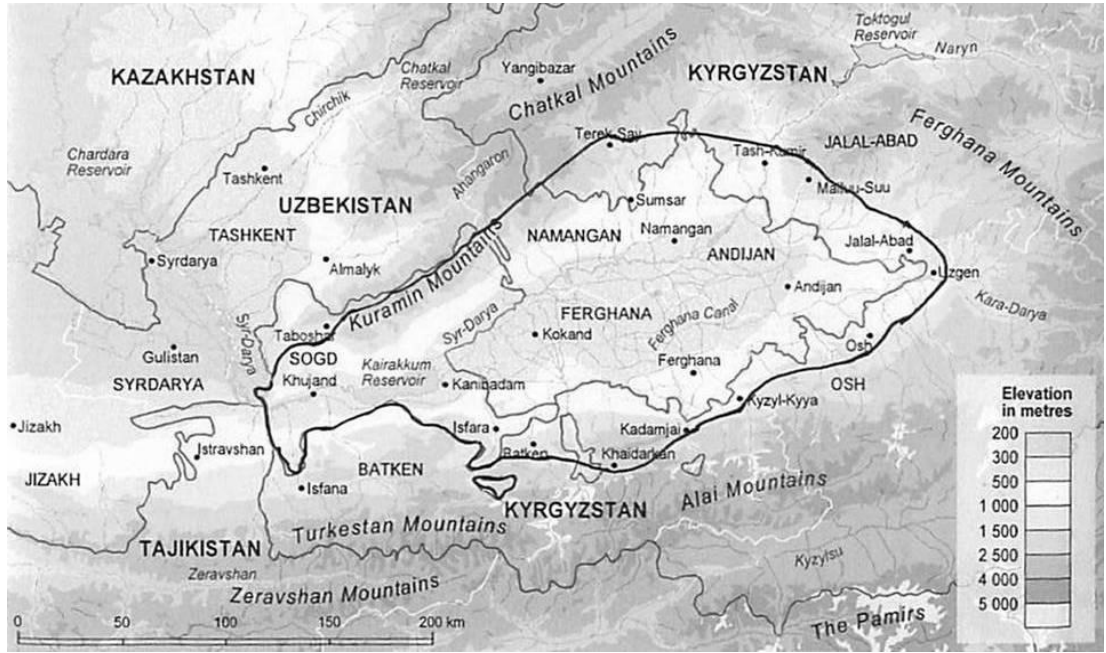 Toktogul
Reservoir
Naryn
KAZAKHSTAN
Chatkal
Reservoir
Yangibazar
KYRGYZSTAN
Chatkal Mountains
Chirchik
Terek-Say
JALAL-ABAD
Ferghana Mountains
Chardara
Reservoir
Tashkent
Anangaron
Tash-Komir
Mailuu-Suu
UZBEKISTAN
Sumsar
TASHKENT
NAMANGAN
Namangan
ANDIJAN
Jalal-Abad
Syrdarya
Almalyk
Kuramin Mountains
Uzgen
Andijan
Kara-Darya
Syr-Darya
Syr-Darya
FERGHANA
Ferghana Canal
Taboshar
Kokand
Osh
Gulistan
SOGD
Kairakkum
Reservoir
Ferghana
SYRDARYA
Khujand
Kanibadam
OSH
Kyzyl-Kyya
Elevation
in metres
200
300
500
1 000
1 500
2 500
4 000
5 000
Jizakh
Isfara
Kadamjai
Istravshan
Batken
Khaidarkan
JIZAKH
BATKEN
Isfana
KYRGYZSTAN
Alai Mountains
Turkestan Mountains
TAJIKISTAN
Zeravshan
Kyzylsu
Zeravshan Mountains
The Pamirs
0 50 100 150 200 km